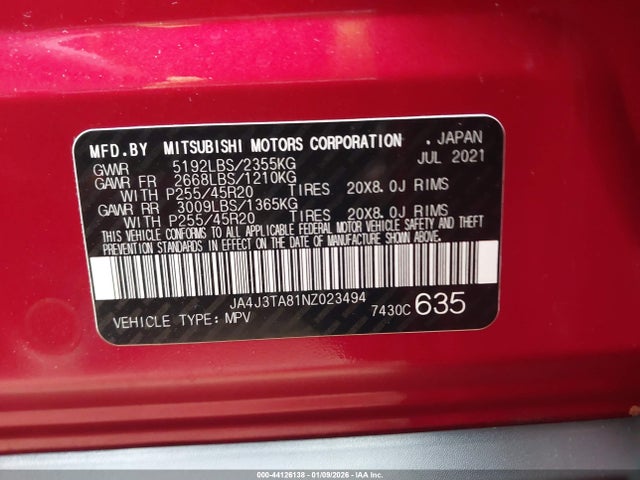 MFD.BY MITSUBISHI MOTORS CORPORATION . JAPAN
GVWR 5192LBS/2355KG JUL 2021
GAWR FR 2668LBS/1210KG
WITH P255/45R20 TIRES 20X8.0J RIMS
GAWR RR 3009LBS/1365KG
WITH P255/45R20 TIRES 20X8.0J RIMS
THIS VEHICLE CONFORMS TO ALL APPLICABLE FEDERAL MOTOR VEHICLE SAFETY AND THEFT
PREVENTION STANDARDS IN EFFECT ON THE DATE OF MANUFACTURE SHOWN ABOVE.
JA4J3TA81NZ023494
VEHICLE TYPE: MPV 7430C 635
000-44126138 - 01/09/2026 - IAA Inc.